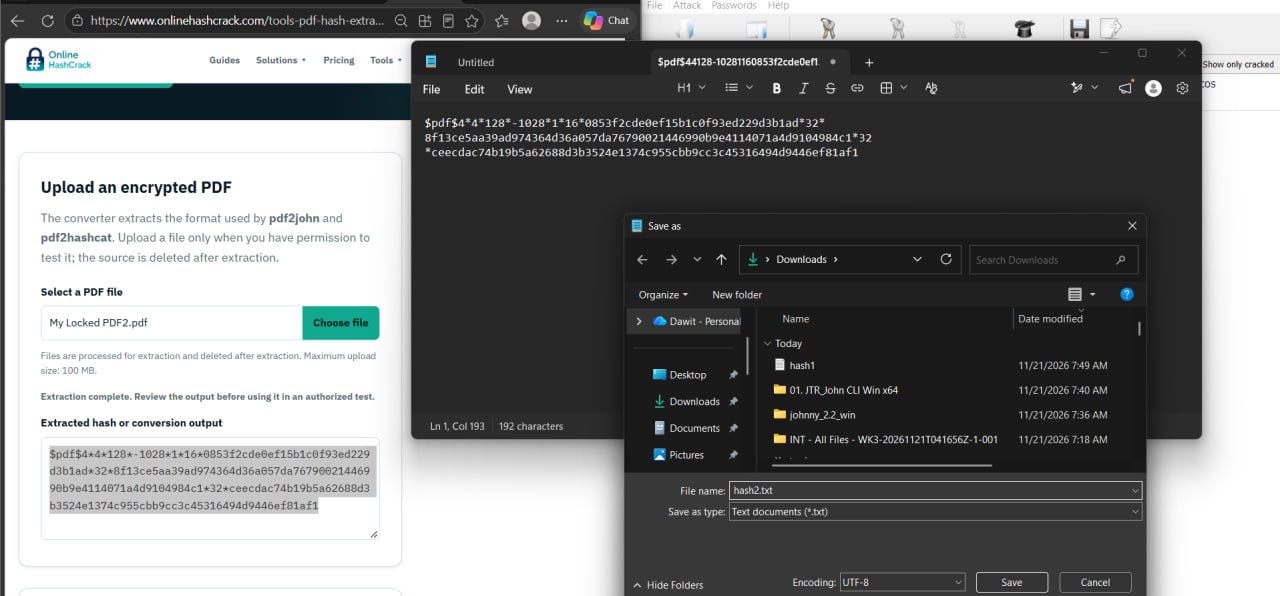 https://www.onlinehashcrack.com/tools-pdf-hash-extra...
Chat
File Attack Passwords Help
Show only cracked
Online
HashCrack
Guides Solutions Pricing Tools
Upload an encrypted PDF
The converter extracts the format used by pdf2john and
pdf2hashcat. Upload a file only when you have permission to
test it; the source is deleted after extraction.
Select a PDF file
My Locked PDF2.pdf Choose file
Files are processed for extraction and deleted after extraction. Maximum upload
size: 100 MB.
Extraction complete. Review the output before using it in an authorized test.
Extracted hash or conversion output
$pdf$4*4*128*-1028*1*16*0853f2cde0ef15b1c0f93ed229
d3b1ad*32*8f13ce5aa39ad974364d36a057da767900214469
90b9e4114071a4d9104984c1*32*ceecdac74b19b5a62688d3
b3524e1374c955cbb9cc3c45316494d9446ef81af1
Untitled
$pdf$44128-10281160853f2cde0ef1
File Edit View
H1
B I S
$pdf$4*4*128*-1028*1*16*0853f2cde0ef15b1c0f93ed229d3b1ad*32*
8f13ce5aa39ad974364d36a057da76790021446990b9e4114071a4d9104984c1*32
*ceecdac74b19b5a62688d3b3524e1374c955cbb9cc3c45316494d9446ef81af1
Ln 1, Col 193 192 characters
Save as
Downloads
Search Downloads
Organize New folder
Dawit - Personal
Desktop
Downloads
Documents
Pictures
Name Date modified
Today
hash1 11/21/2026 7:49 AM
01. JTR_John CLI Win x64 11/21/2026 7:40 AM
johnny_2.2_win 11/21/2026 7:36 AM
INT - All Files - WK3-20261121T041656Z-1-001 11/21/2026 7:18 AM
File name: hash2.txt
Save as type: Text documents (*.txt)
Hide Folders
Encoding: UTF-8
Save Cancel